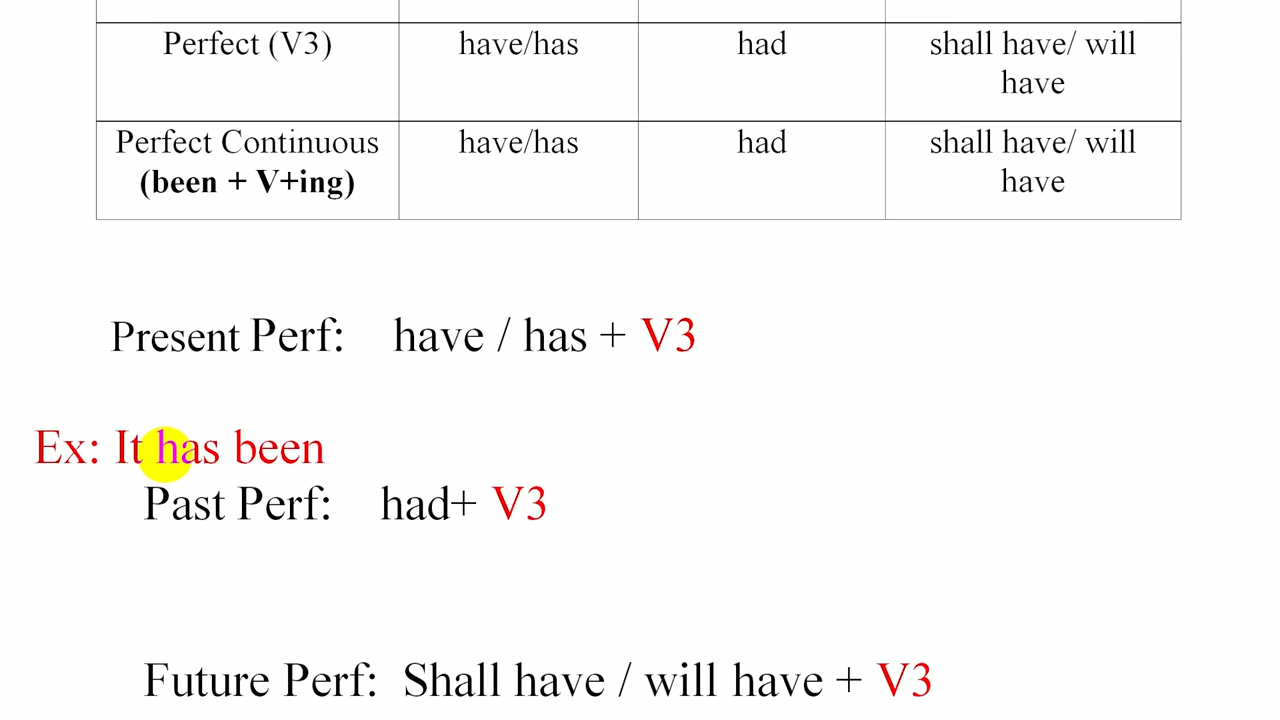 Perfect (V3) have/has had shall have/ will
have
Perfect Continuous have/has had shall have/ will
(been + V+ing) have
Present Perf: have / has + V3
Ex: It has been
Past Perf: had+ V3
Future Perf: Shall have / will have + V3